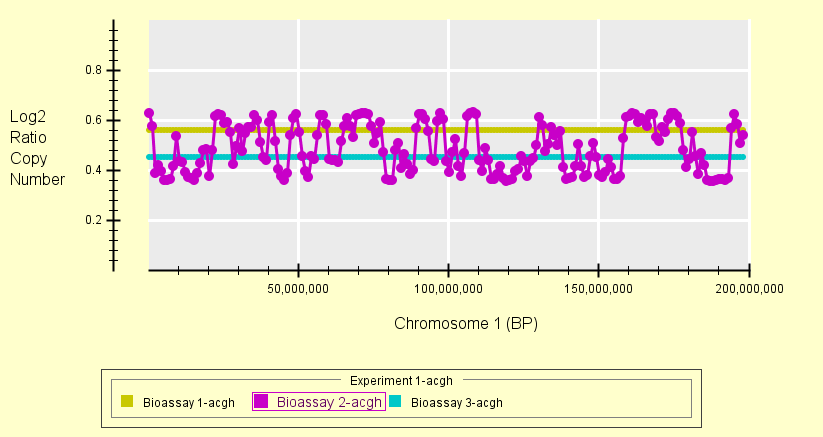 Log2
Ratio
Copy
Number
0.8
0.6
0.4
0.2
50,000,000 100,000,000 150,000,000 200,000,000
Chromosome 1 (BP)
Experiment 1-acgh
Bioassay 1-acgh Bioassay 2-acgh Bioassay 3-acgh